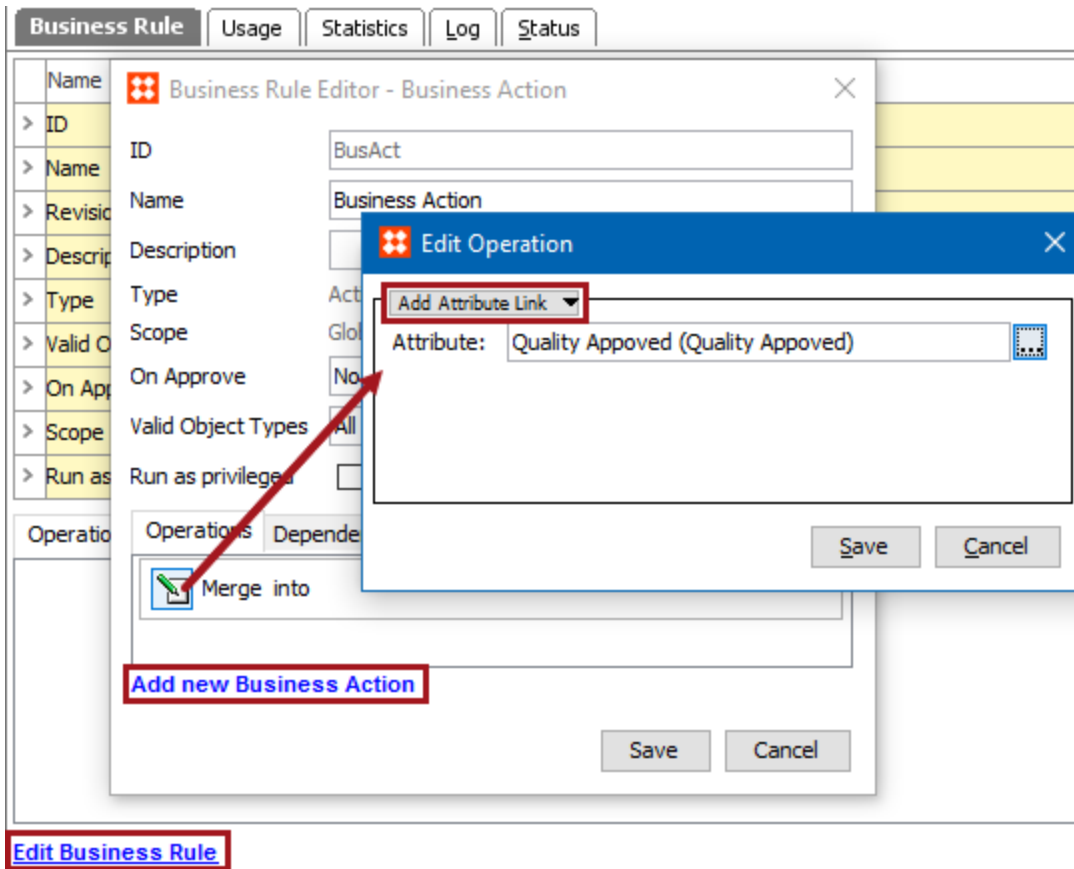 Business Rule Usage Statistics Log Status
Name
ID
Name
Revisio
Descrip
Type
Valid O
On App
Scope
Run as
Operatio
Business Rule Editor - Business Action
ID BusAct
Name Business Action
Description
Type Act
Scope Glo
On Approve No
Valid Object Types All
Run as privileged
Operations Depende
Merge into
Add new Business Action
Save Cancel
Edit Operation
Add Attribute Link
Attribute: Quality Appoved (Quality Appoved)
...
Save Cancel
Edit Business Rule